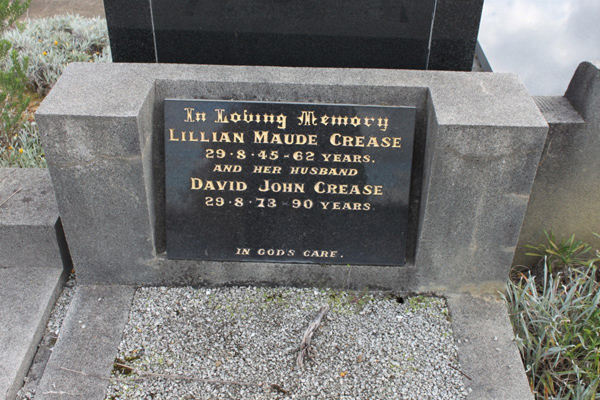 In Loving Memory
LILLIAN MAUDE CREASE
29·8·45 - 62 YEARS.
AND HER HUSBAND
DAVID JOHN CREASE
29·8·73 - 90 YEARS.
IN GOD'S CARE.